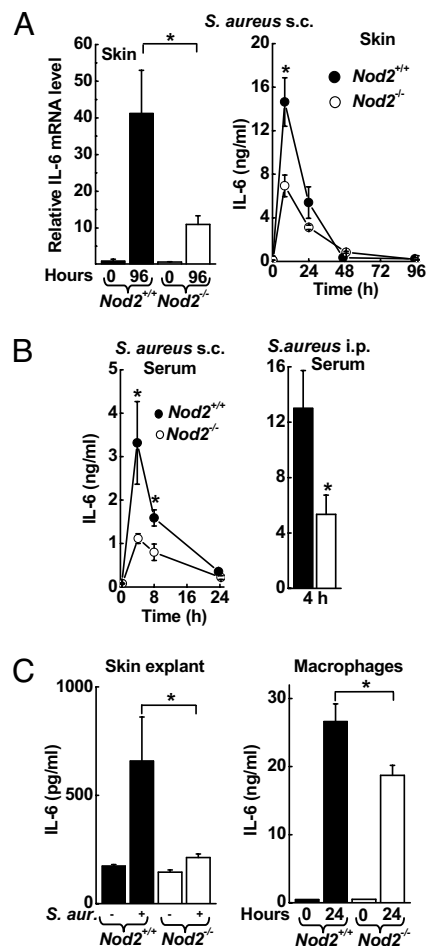 A
S. aureus s.c.
Skin
Relative IL-6 mRNA level
60
50
40
30
20
10
0
*
Hours 0 96 0 96
Nod2+/+ Nod2-/-
Skin
IL-6 (ng/ml)
20
16
12
8
4
0
*
Nod2+/+
Nod2-/-
0 24 48 72 96
Time (h)
B
S. aureus s.c.
Serum
IL-6 (ng/ml)
5
4
3
2
1
0
*
*
Nod2+/+
Nod2-/-
0 8 16 24
Time (h)
S.aureus i.p.
Serum
16
12
8
4
0
*
4 h
C
Skin explant
IL-6 (pg/ml)
1000
500
0
*
S. aur. - + - +
Nod2+/+ Nod2-/-
Macrophages
IL-6 (ng/ml)
30
20
10
0
*
Hours 0 24 0 24
Nod2+/+ Nod2-/-